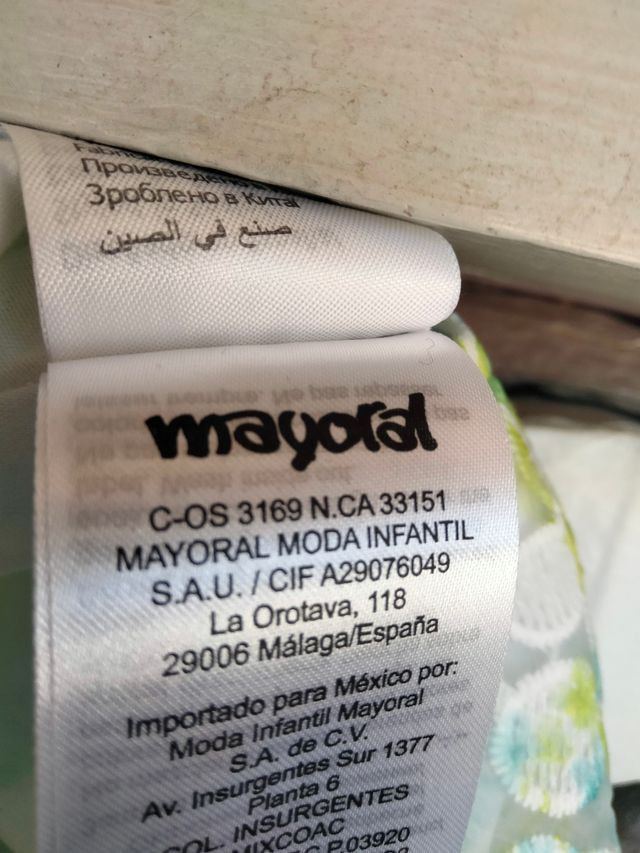 Произведено в
Зроблено в Китаї
صنع في الصين
mayoral
C-OS 3169 N.CA 33151
MAYORAL MODA INFANTIL
S.A.U. / CIF A29076049
La Orotava, 118
29006 Málaga/España
Importado para México por:
Moda Infantil Mayoral
S.A. de C.V.
Av. Insurgentes Sur 1377
Planta 6
COL. INSURGENTES
MIXCOAC
C.P.03920